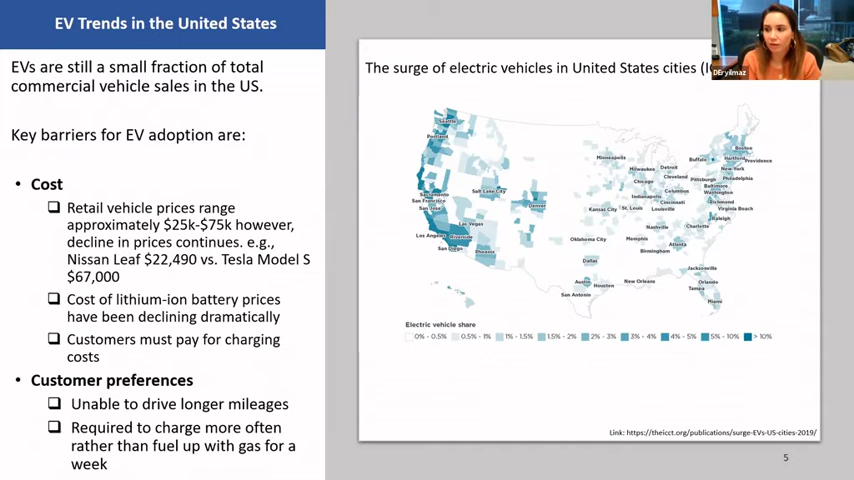 EV Trends in the United States
EVs are still a small fraction of total
commercial vehicle sales in the US.
Key barriers for EV adoption are:
• Cost
❑ Retail vehicle prices range
approximately $25k-$75k however,
decline in prices continues. e.g.,
Nissan Leaf $22,490 vs. Tesla Model S
$67,000
❑ Cost of lithium-ion battery prices
have been declining dramatically
❑ Customers must pay for charging
costs
• Customer preferences
❑ Unable to drive longer mileages
❑ Required to charge more often
rather than fuel up with gas for a
week
The surge of electric vehicles in United States cities
DEryilmaz
Seattle
Portland
Sacramento
San Francisco
San Jose
Los Angeles
Riverside
San Diego
Las Vegas
Phoenix
Salt Lake City
Denver
Minneapolis
Milwaukee
Chicago
Detroit
Cleveland
Buffalo
Boston
Hartford
Providence
New York
Philadelphia
Pittsburgh
Baltimore
Washington
Columbus
Indianapolis
Cincinnati
Richmond
Virginia Beach
Raleigh
Kansas City
St. Louis
Louisville
Nashville
Charlotte
Oklahoma City
Memphis
Atlanta
Birmingham
Dallas
Austin
Houston
San Antonio
New Orleans
Jacksonville
Orlando
Tampa
Miami
Electric vehicle share
0% - 0.5% 0.5% - 1% 1% - 1.5% 1.5% - 2% 2% - 3% 3% - 4% 4% - 5% 5% - 10% > 10%
Link: https://theicct.org/publications/surge-EVs-US-cities-2019/
5